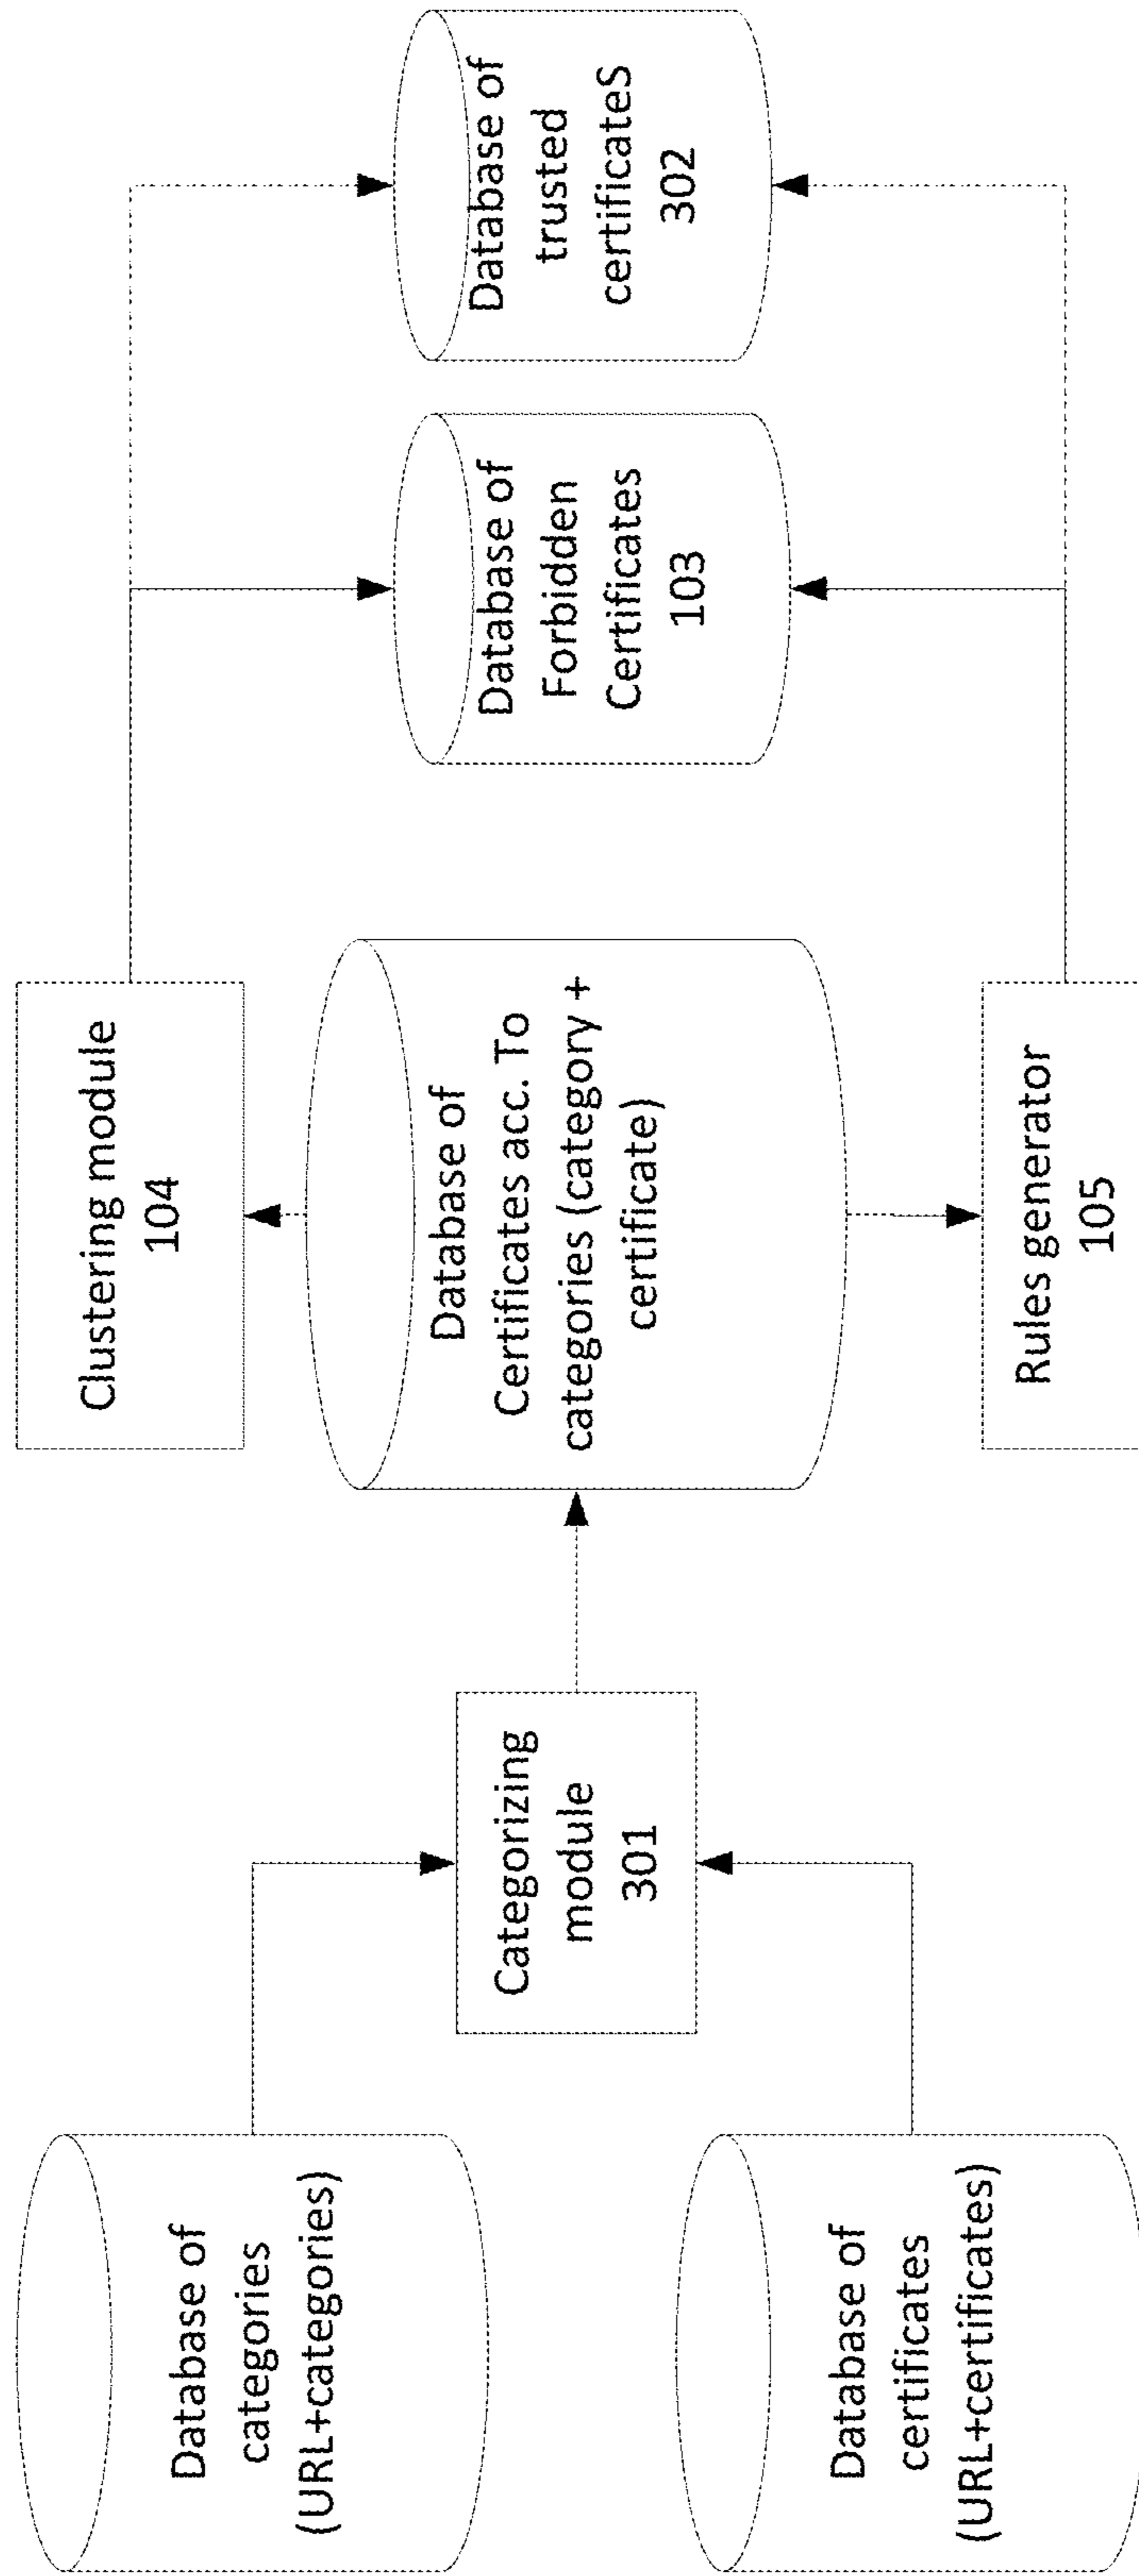 Database of
categories
(URL+categories)
Database of
certificates
(URL+certificates)
Categorizing
module
301
Clustering module
104
Database of
Certificates acc. To
categories (category +
certificate)
Rules generator
105
Database of
Forbidden
Certificates
103
Database of
trusted
certificateS
302